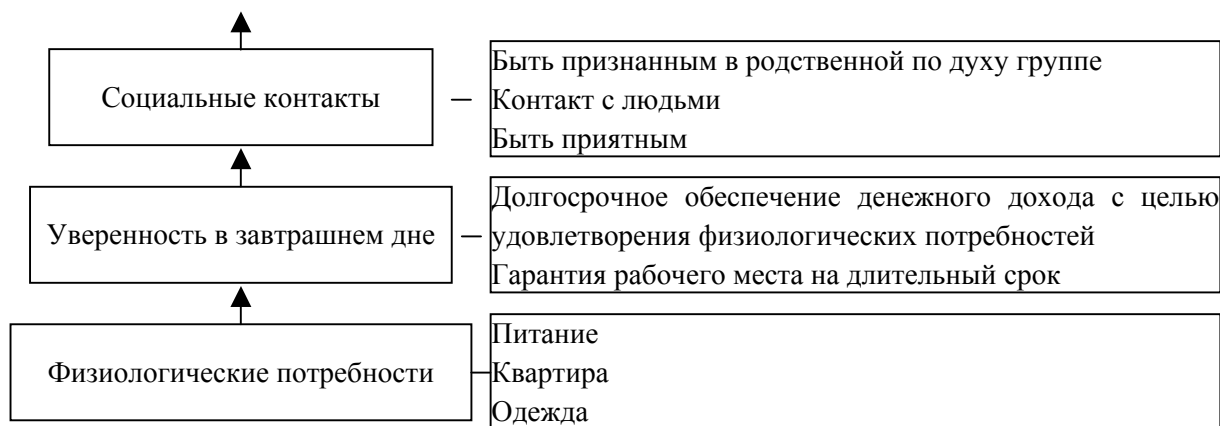 Социальные контакты
Быть признанным в родственной по духу группе
Контакт с людьми
Быть приятным
Уверенность в завтрашнем дне
Долгосрочное обеспечение денежного дохода с целью
удовлетворения физиологических потребностей
Гарантия рабочего места на длительный срок
Физиологические потребности
Питание
Квартира
Одежда